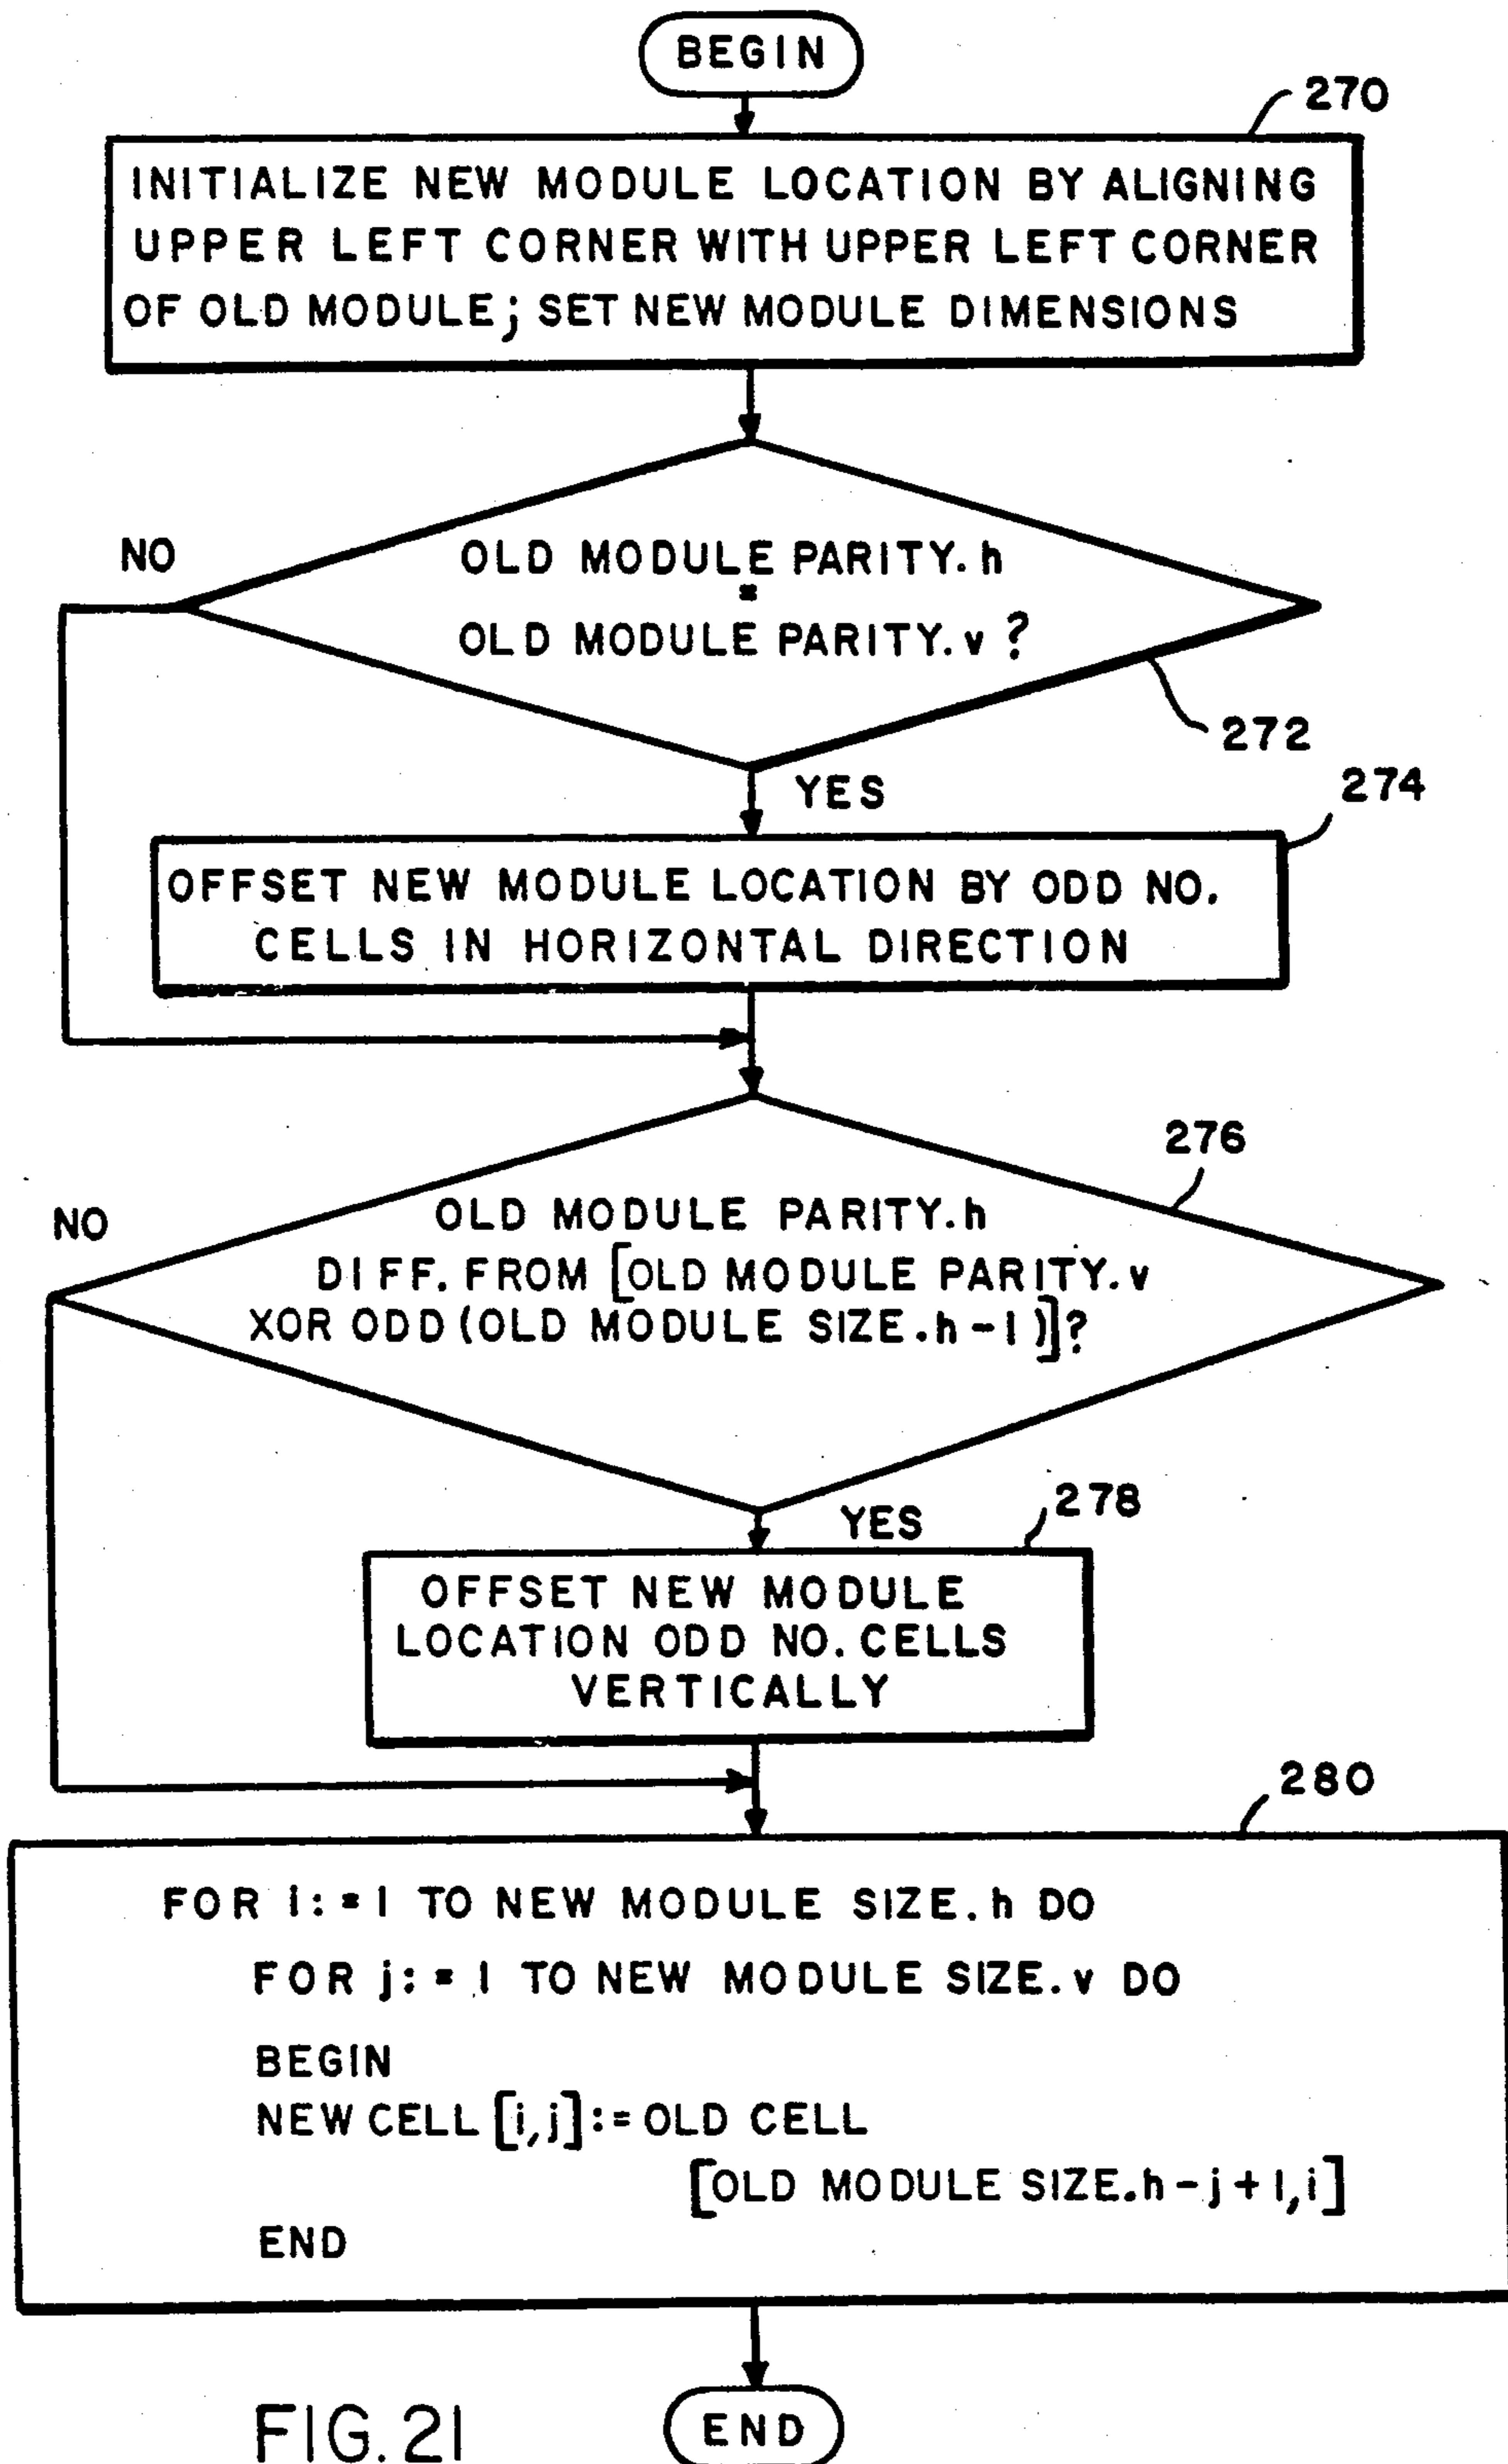 BEGIN
270
INITIALIZE NEW MODULE LOCATION BY ALIGNING
UPPER LEFT CORNER WITH UPPER LEFT CORNER
OF OLD MODULE; SET NEW MODULE DIMENSIONS
NO
OLD MODULE PARITY.h
=
OLD MODULE PARITY.v ?
272
YES
274
OFFSET NEW MODULE LOCATION BY ODD NO.
CELLS IN HORIZONTAL DIRECTION
276
NO
OLD MODULE PARITY.h
DIFF. FROM [OLD MODULE PARITY.v
XOR ODD (OLD MODULE SIZE.h-1)]?
YES
278
OFFSET NEW MODULE
LOCATION ODD NO. CELLS
VERTICALLY
280
FOR i:=1 TO NEW MODULE SIZE.h DO
FOR j:=1 TO NEW MODULE SIZE.v DO
BEGIN
NEW CELL [i,j]:= OLD CELL
[OLD MODULE SIZE.h-j+1,i]
END
END
FIG. 21